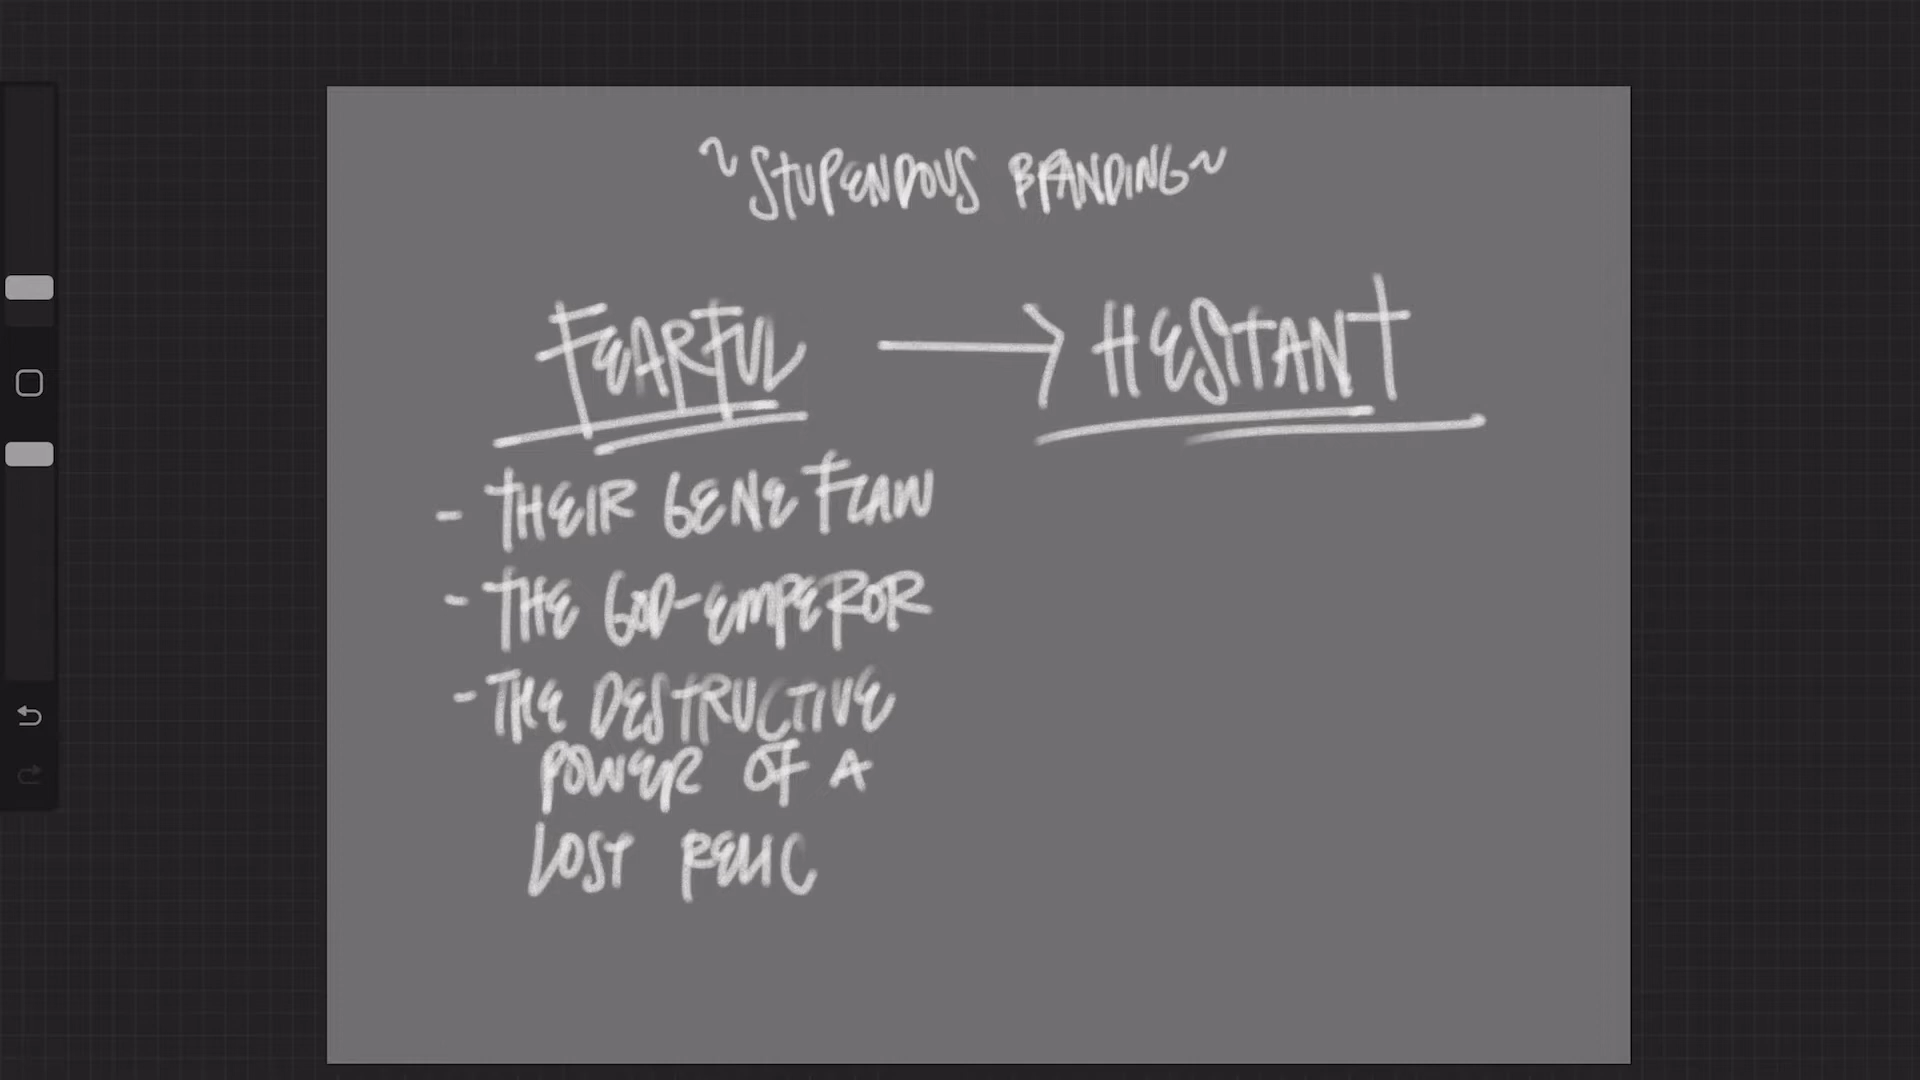 ~STUPENDOUS BRANDING~
FEARFUL → HESITANT
- THEIR GENE FLAW
- THE GOD-EMPEROR
- THE DESTRUCTIVE
POWER OF A
LOST RELIC